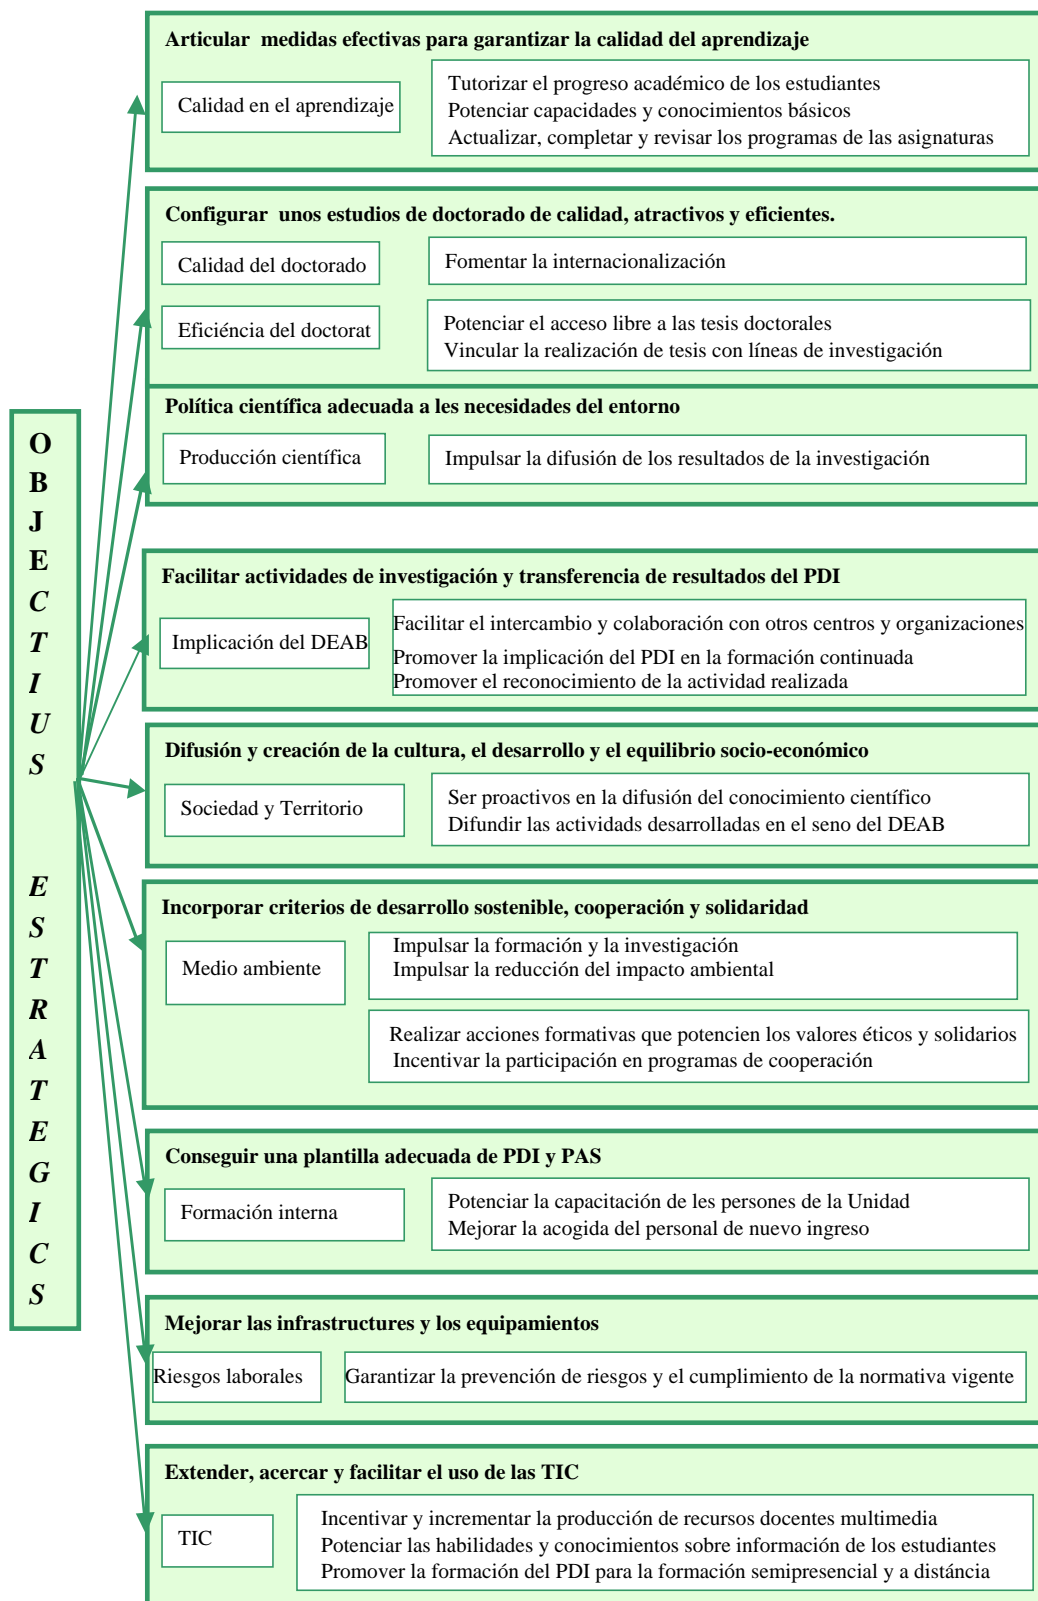 OBJECTIUS ESTRATEGICS
Articular medidas efectivas para garantizar la calidad del aprendizaje
Calidad en el aprendizaje
Tutorizar el progreso académico de los estudiantes
Potenciar capacidades y conocimientos básicos
Actualizar, completar y revisar los programas de las asignaturas
Configurar unos estudios de doctorado de calidad, atractivos y eficientes.
Calidad del doctorado
Fomentar la internacionalización
Eficiéncia del doctorat
Potenciar el acceso libre a las tesis doctorales
Vincular la realización de tesis con líneas de investigación
Política científica adecuada a les necesidades del entorno
Producción científica
Impulsar la difusión de los resultados de la investigación
Facilitar actividades de investigación y transferencia de resultados del PDI
Implicación del DEAB
Facilitar el intercambio y colaboración con otros centros y organizaciones
Promover la implicación del PDI en la formación continuada
Promover el reconocimiento de la actividad realizada
Difusión y creación de la cultura, el desarrollo y el equilibrio socio-económico
Sociedad y Territorio
Ser proactivos en la difusión del conocimiento científico
Difundir las actividads desarrolladas en el seno del DEAB
Incorporar criterios de desarrollo sostenible, cooperación y solidaridad
Medio ambiente
Impulsar la formación y la investigación
Impulsar la reducción del impacto ambiental
Realizar acciones formativas que potencien los valores éticos y solidarios
Incentivar la participación en programas de cooperación
Conseguir una plantilla adecuada de PDI y PAS
Formación interna
Potenciar la capacitación de les persones de la Unidad
Mejorar la acogida del personal de nuevo ingreso
Mejorar las infrastructures y los equipamientos
Riesgos laborales
Garantizar la prevención de riesgos y el cumplimiento de la normativa vigente
Extender, acercar y facilitar el uso de las TIC
TIC
Incentivar y incrementar la producción de recursos docentes multimedia
Potenciar las habilidades y conocimientos sobre información de los estudiantes
Promover la formación del PDI para la formación semipresencial y a distáncia